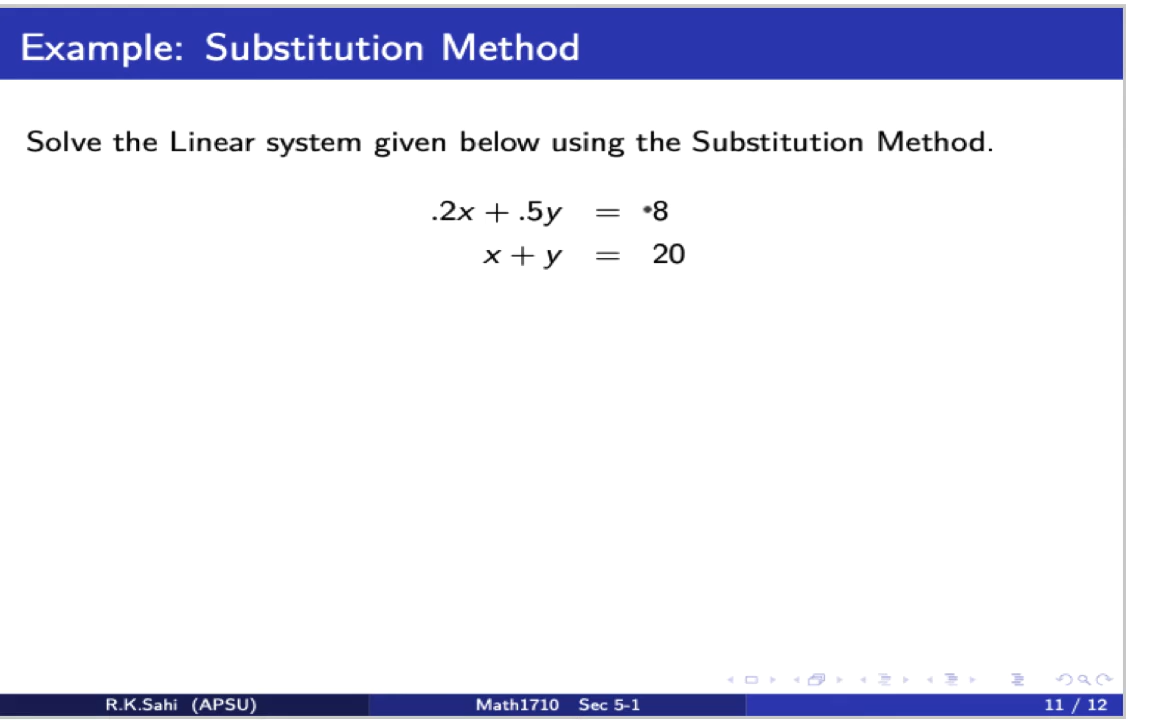 Example: Substitution Method
Solve the Linear system given below using the Substitution Method.
.2x + .5y = •8
x + y = 20
R.K.Sahi (APSU) Math1710 Sec 5-1 11 / 12